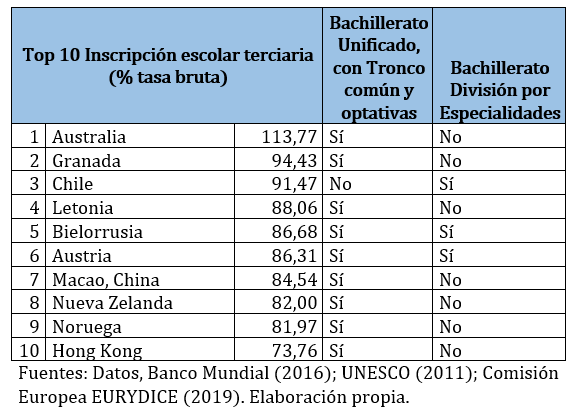 Top 10 Inscripción escolar terciaria
(% tasa bruta)
Bachillerato
Unificado,
con Tronco
común y
optativas
Bachillerato
División por
Especialidades
1 Australia 113,77 Sí No
2 Granada 94,43 Sí No
3 Chile 91,47 No Sí
4 Letonia 88,06 Sí No
5 Bielorrusia 86,68 Sí Sí
6 Austria 86,31 Sí Sí
7 Macao, China 84,54 Sí No
8 Nueva Zelanda 82,00 Sí No
9 Noruega 81,97 Sí No
10 Hong Kong 73,76 Sí No
Fuentes: Datos, Banco Mundial (2016); UNESCO (2011); Comisión
Europea EURYDICE (2019). Elaboración propia.